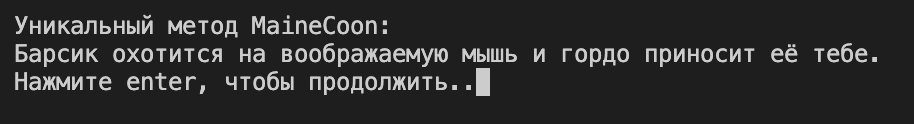 Уникальный метод MaineCoon:
Барсик охотится на воображаемую мышь и гордо приносит её тебе.
Нажмите enter, чтобы продолжить..